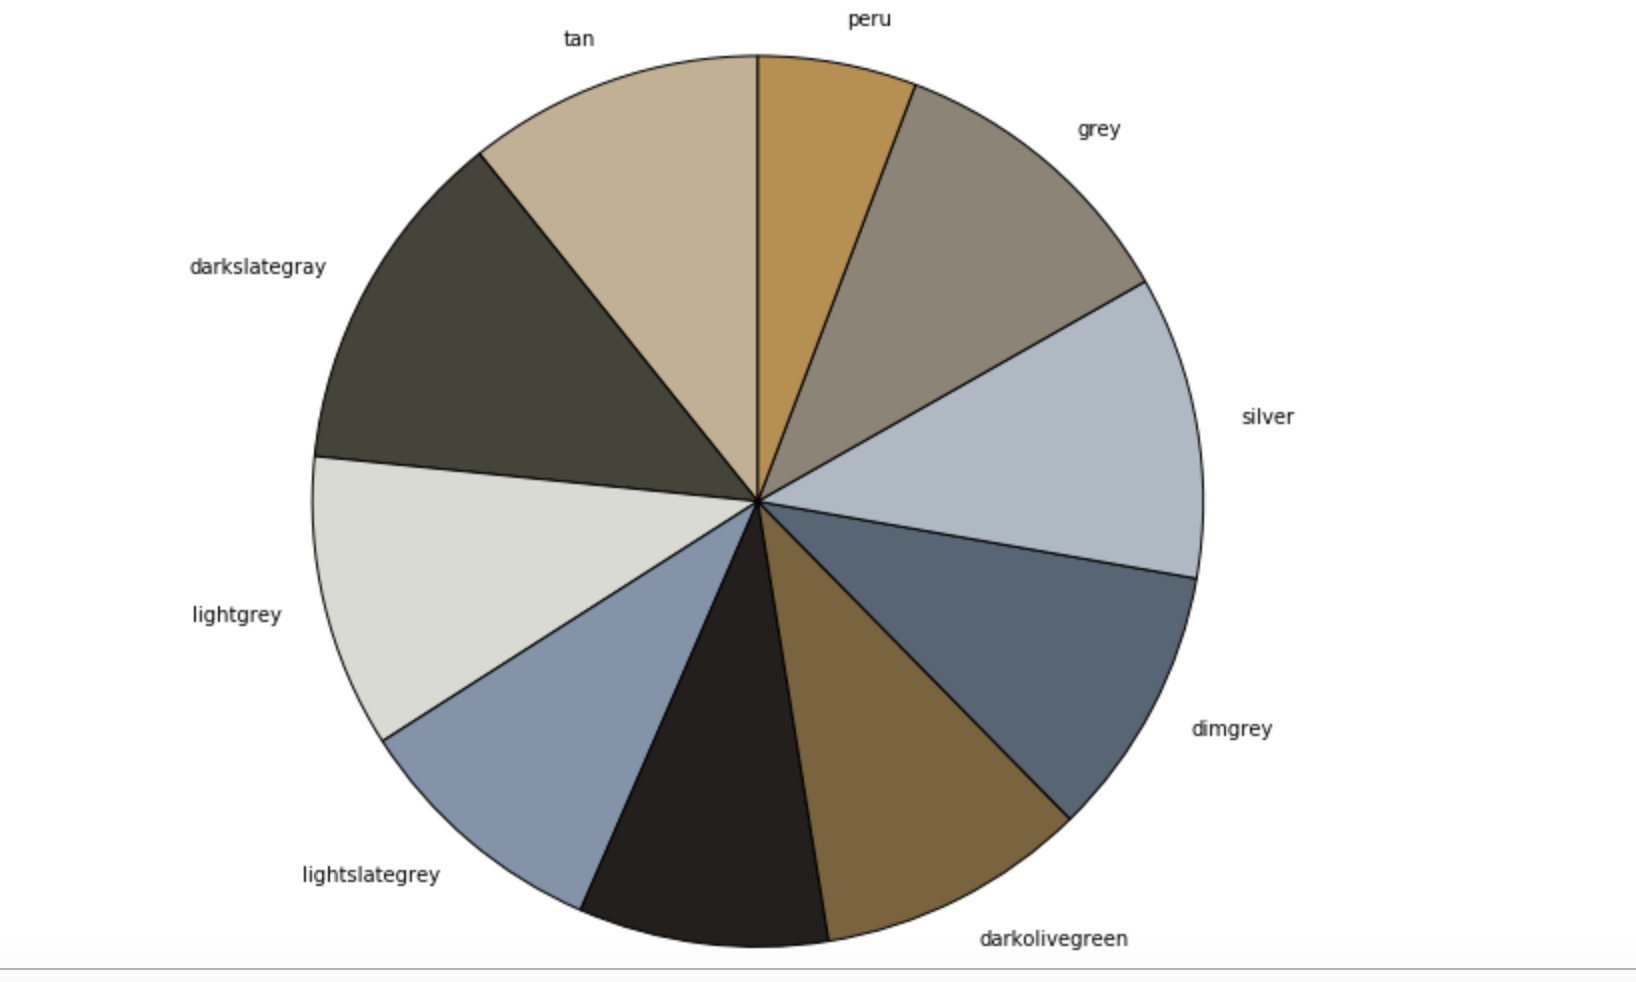 peru
tan
grey
darkslategray
silver
lightgrey
dimgrey
lightslategrey
darkolivegreen